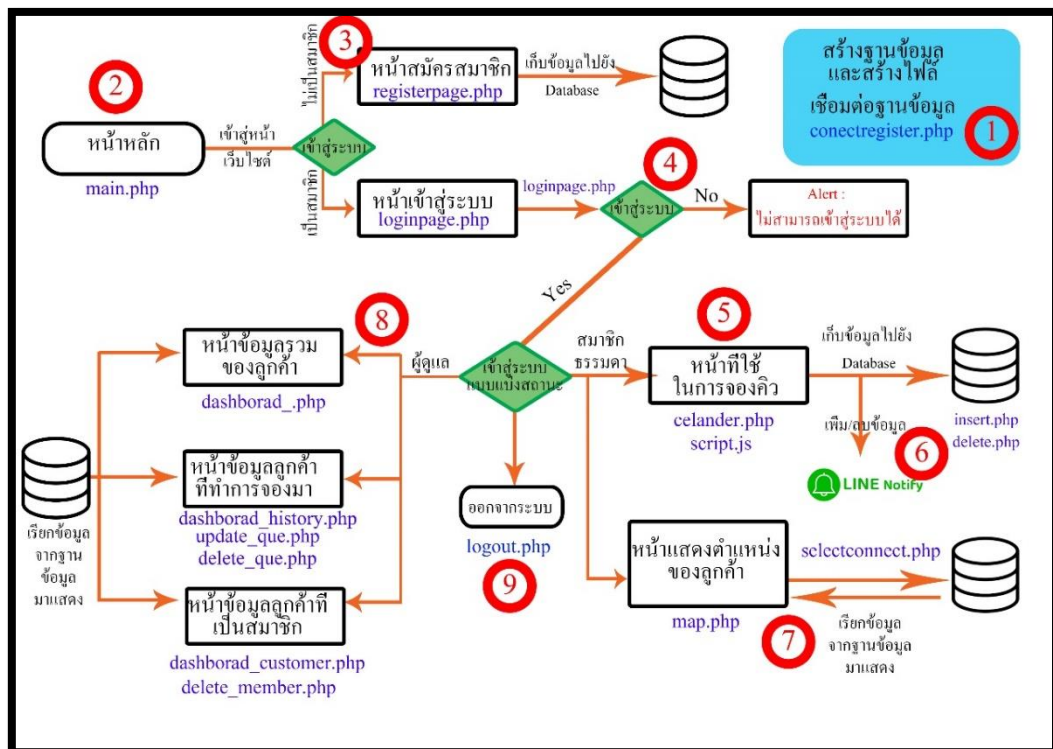 สร้างฐานข้อมูล
และสร้างไฟล์
เชื่อมต่อฐานข้อมูล
conectregister.php
1
2
หน้าหลัก
main.php
เข้าสู่หน้า
เว็บไซต์
เข้าสู่ระบบ
ไม่เป็นสมาชิก
3
หน้าสมัครสมาชิก
registerpage.php
เก็บข้อมูลไปยัง
Database
เป็นสมาชิก
หน้าเข้าสู่ระบบ
loginpage.php
loginpage.php
4
เข้าสู่ระบบ
No
Alert :
ไม่สามารถเข้าสู่ระบบได้
Yes
เข้าสู่ระบบ
แบบแบ่งสถานะ
สมาชิก
ธรรมดา
5
หน้าที่ใช้
ในการจองคิว
celander.php
script.js
เก็บข้อมูลไปยัง
Database
insert.php
delete.php
เพิ่ม/ลบข้อมูล
6
LINE Notify
หน้าแสดงตำแหน่ง
ของลูกค้า
map.php
selectconnect.php
7
เรียกข้อมูล
จากฐานข้อมูล
มาแสดง
ผู้ดูแล
8
หน้าข้อมูลรวม
ของลูกค้า
dashborad_.php
หน้าข้อมูลลูกค้า
ที่ทำการจองมา
dashborad_history.php
update_que.php
delete_que.php
หน้าข้อมูลลูกค้าที่
เป็นสมาชิก
dashborad_customer.php
delete_member.php
เรียกข้อมูล
จากฐาน
ข้อมูล
มาแสดง
ออกจากระบบ
logout.php
9